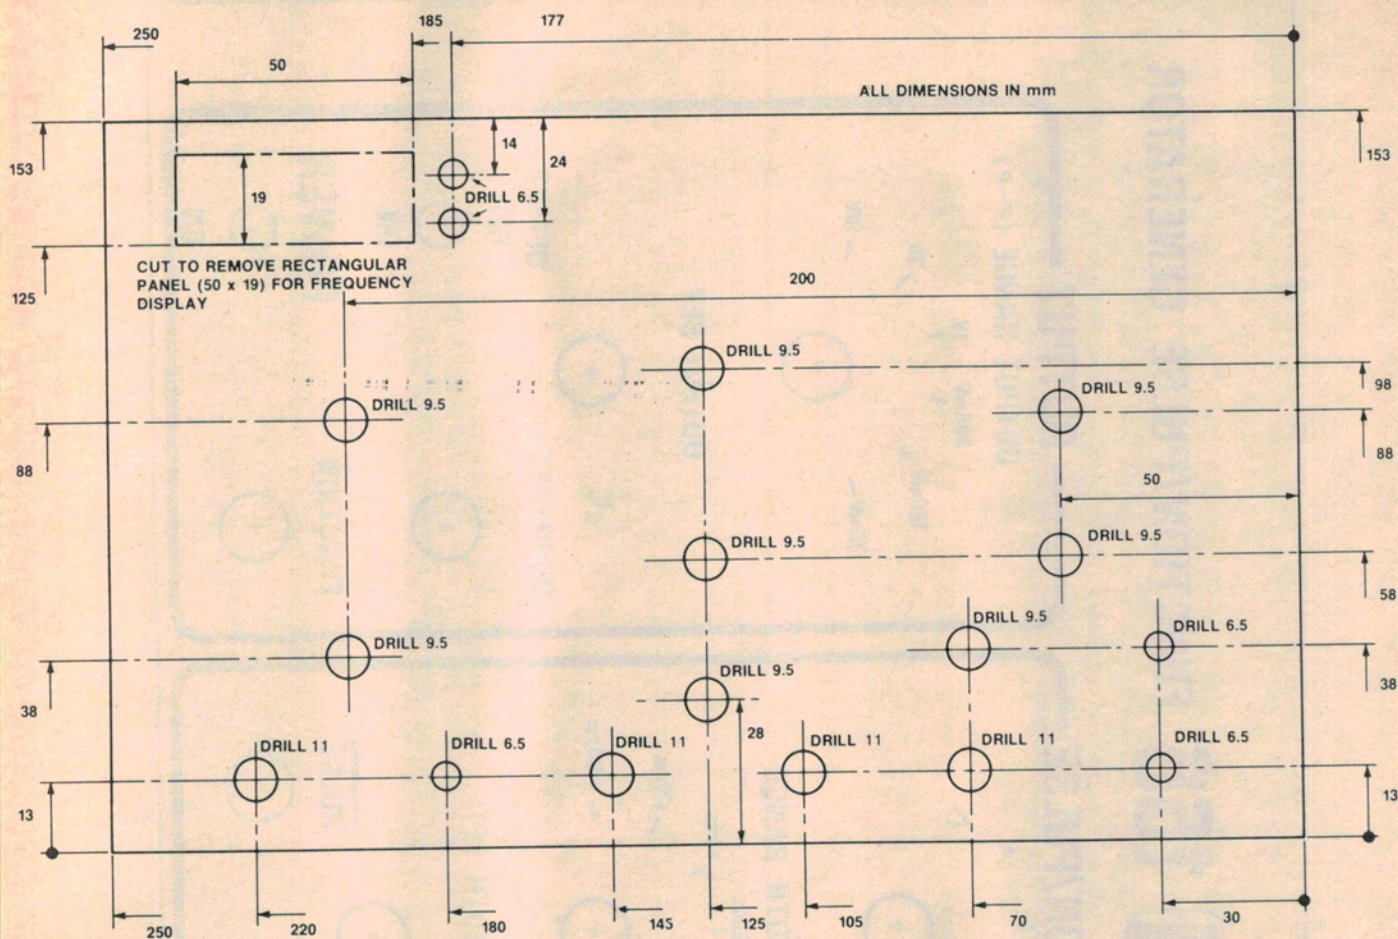 185
177
250
50
ALL DIMENSIONS IN mm
14
24
153
153
19
DRILL 6.5
CUT TO REMOVE RECTANGULAR
PANEL (50 x 19) FOR FREQUENCY
DISPLAY
125
200
DRILL 9.5
98
DRILL 9.5
DRILL 9.5
88
88
50
DRILL 9.5
DRILL 9.5
58
DRILL 9.5
DRILL 6.5
DRILL 9.5
DRILL 9.5
38
38
28
DRILL 11
DRILL 6.5
DRILL 11
DRILL 11
DRILL 11
DRILL 6.5
13
13
250
220
180
145
125
105
70
30